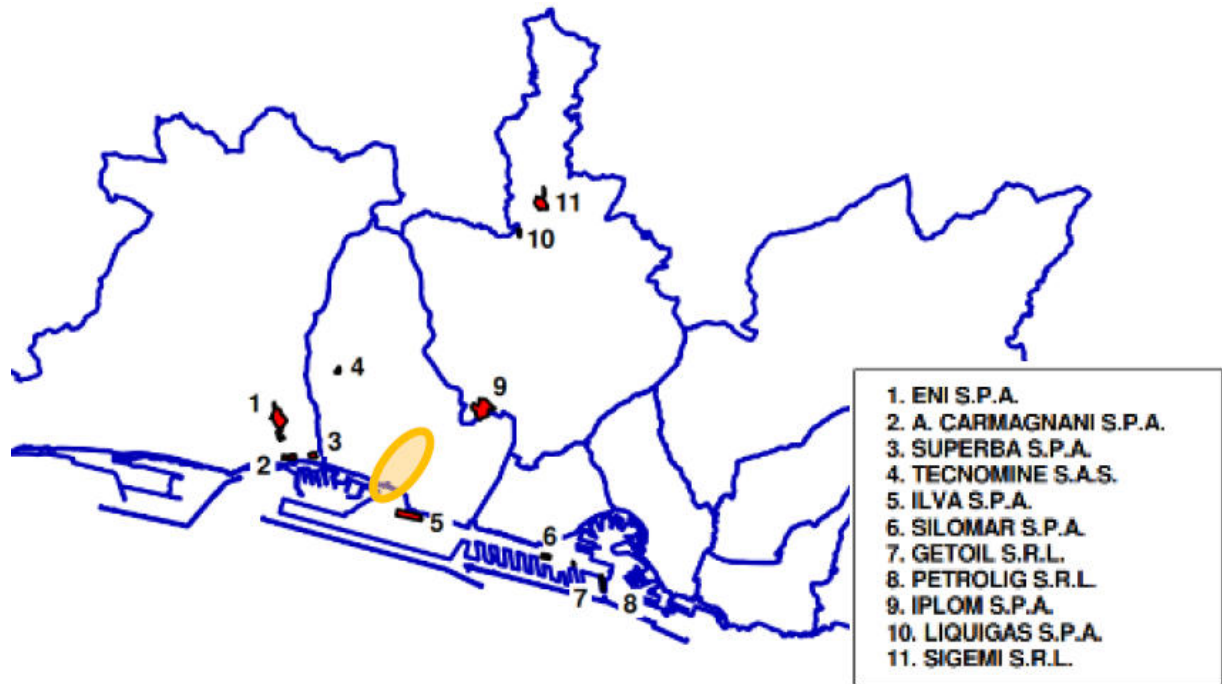 11
10
4
9
1
3
2
5
6
7
8
1. ENI S.P.A.
2. A. CARMAGNANI S.P.A.
3. SUPERBA S.P.A.
4. TECNOMINE S.A.S.
5. ILVA S.P.A.
6. SILOMAR S.P.A.
7. GETOIL S.R.L.
8. PETROLIG S.R.L.
9. IPLOM S.P.A.
10. LIQUIGAS S.P.A.
11. SIGEMI S.R.L.